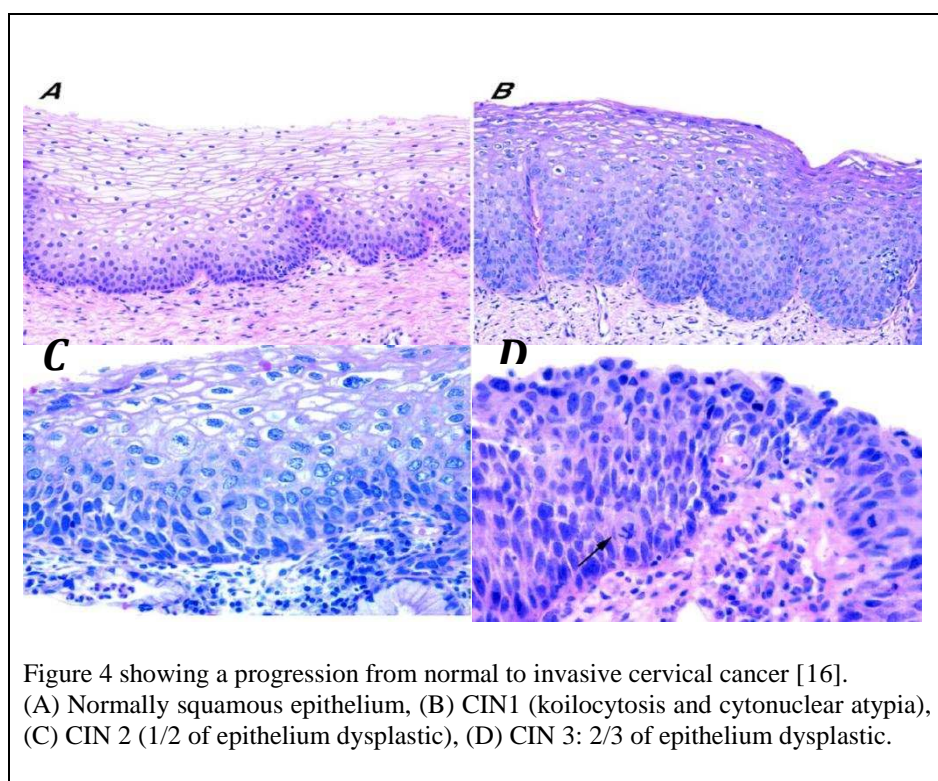 A
B
C
D
Figure 4 showing a progression from normal to invasive cervical cancer [16].
(A) Normally squamous epithelium, (B) CIN1 (koilocytosis and cytonuclear atypia),
(C) CIN 2 (1/2 of epithelium dysplastic), (D) CIN 3: 2/3 of epithelium dysplastic.